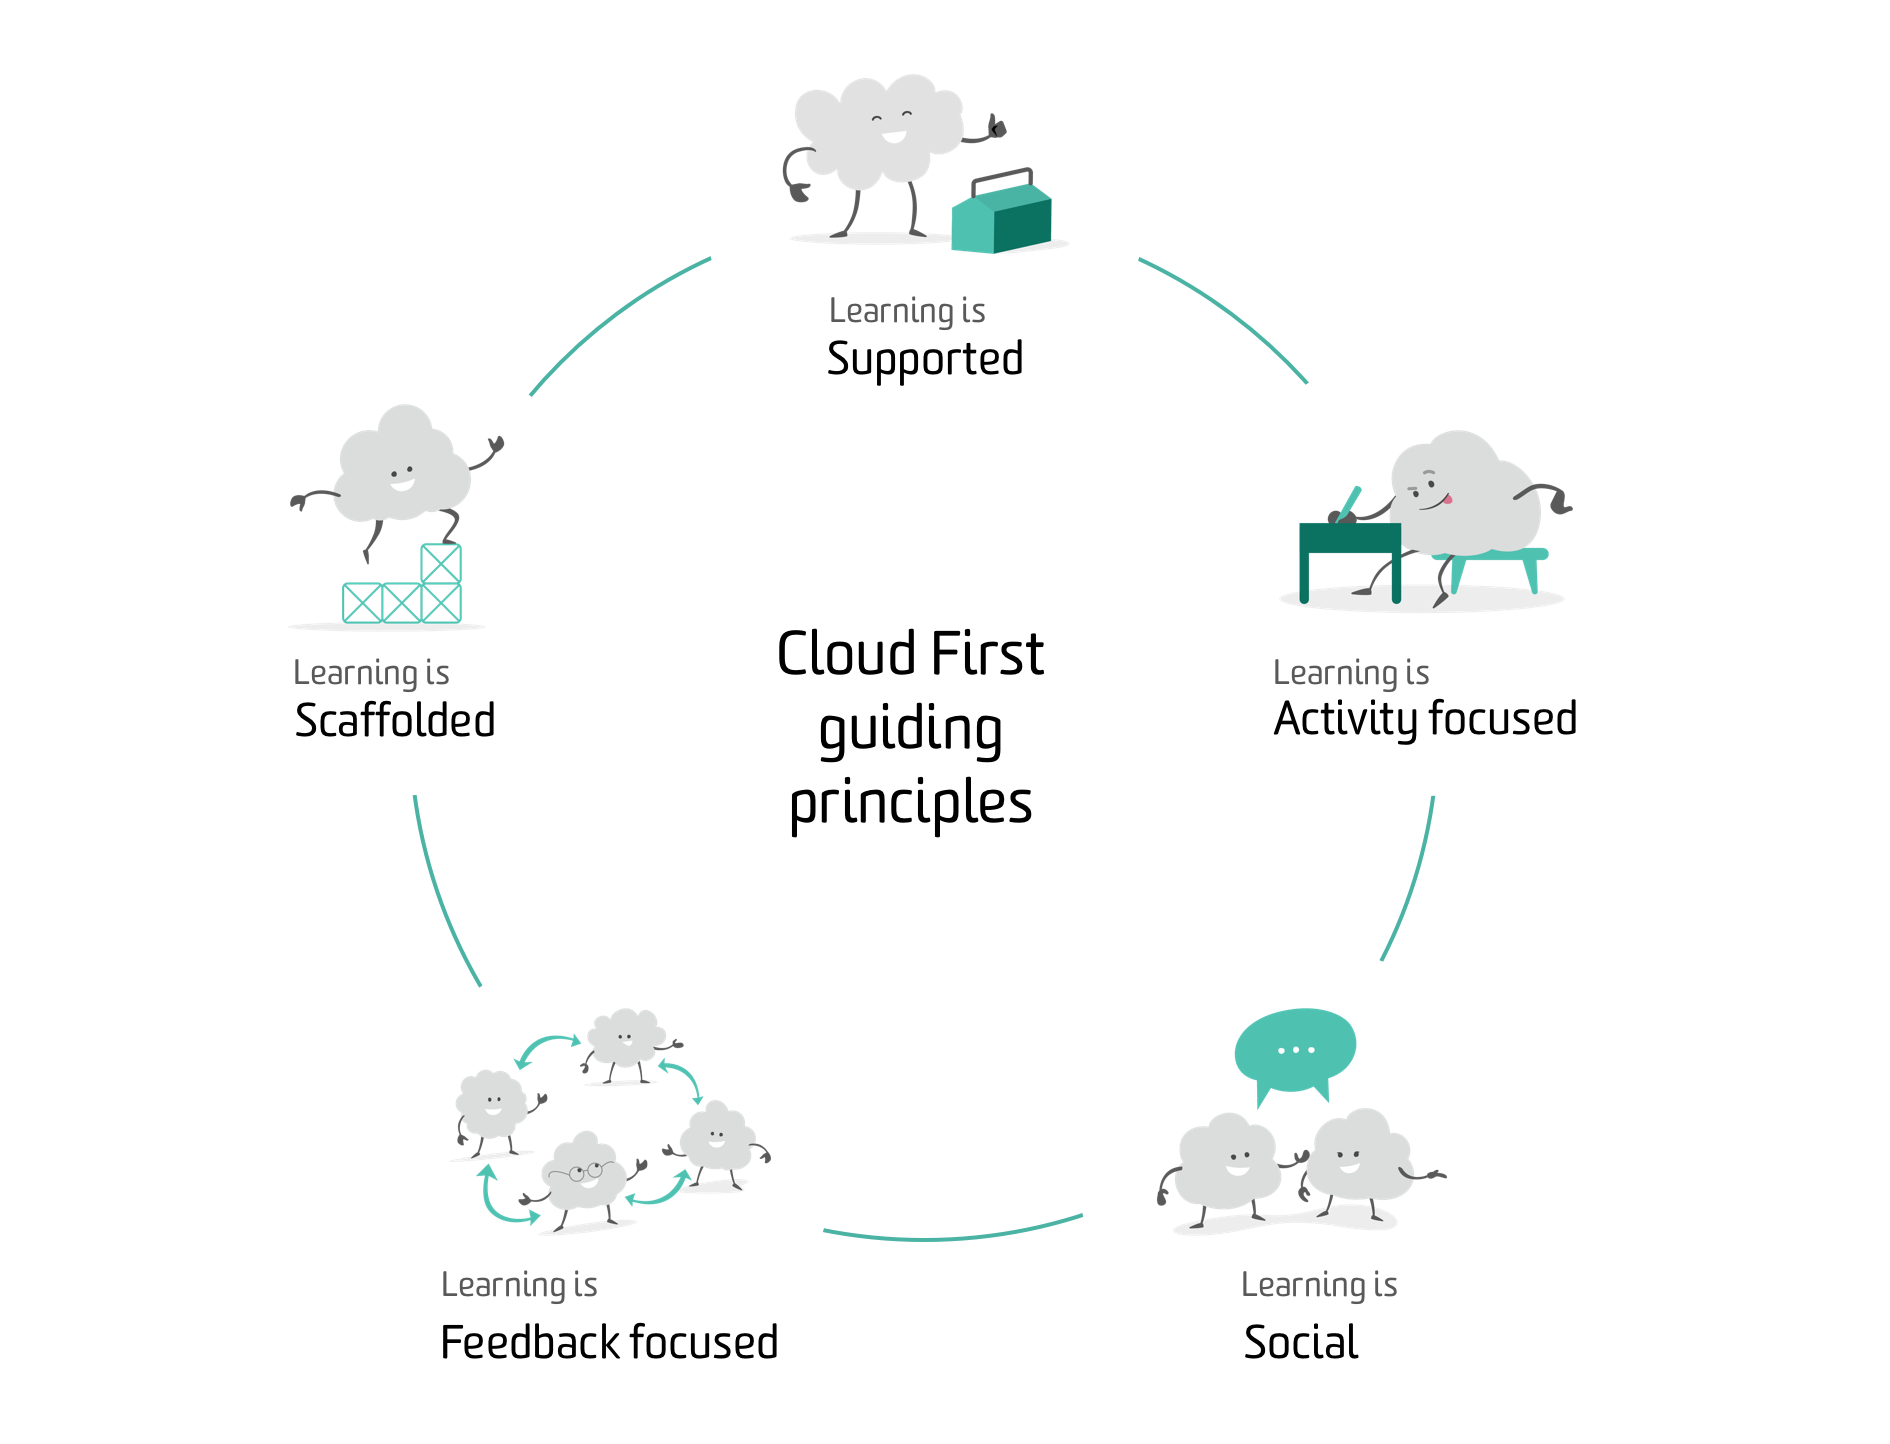 Learning is
Supported
Learning is
Scaffolded
Learning is
Activity focused
Cloud First
guiding
principles
Learning is
Feedback focused
Learning is
Social